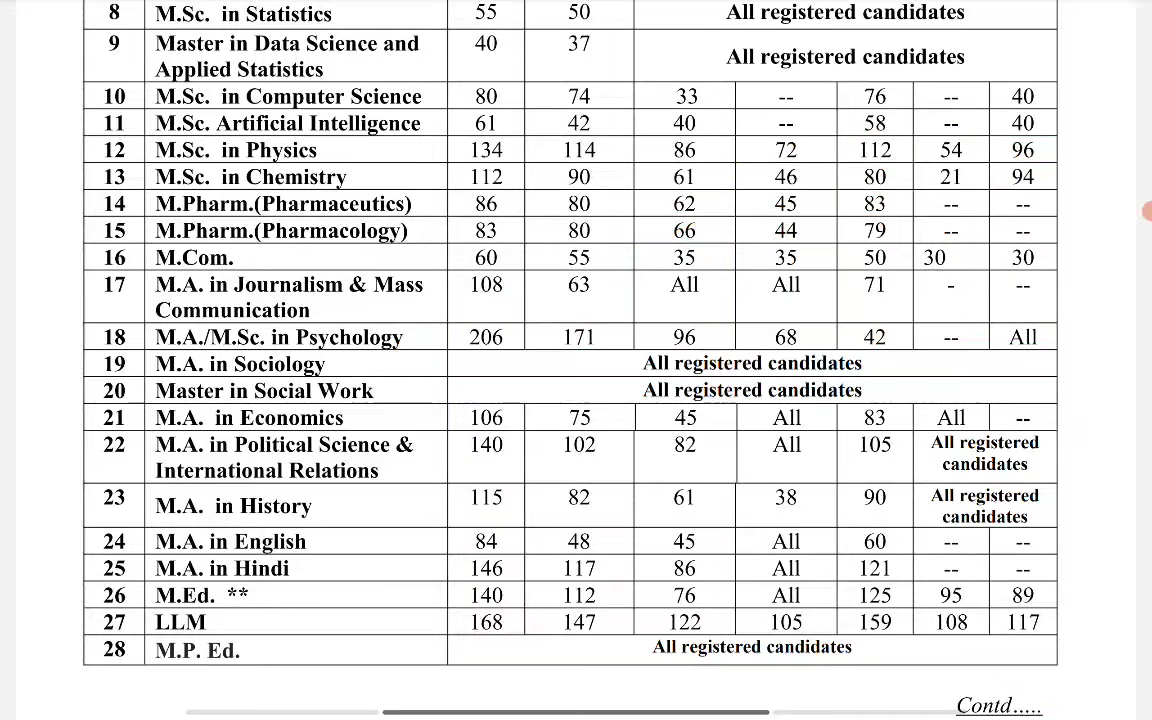 8 M.Sc. in Statistics 55 50 All registered candidates
9 Master in Data Science and 40 37 All registered candidates
Applied Statistics
10 M.Sc. in Computer Science 80 74 33 -- 76 -- 40
11 M.Sc. Artificial Intelligence 61 42 40 -- 58 -- 40
12 M.Sc. in Physics 134 114 86 72 112 54 96
13 M.Sc. in Chemistry 112 90 61 46 80 21 94
14 M.Pharm.(Pharmaceutics) 86 80 62 45 83 -- --
15 M.Pharm.(Pharmacology) 83 80 66 44 79 -- --
16 M.Com. 60 55 35 35 50 30 30
17 M.A. in Journalism & Mass 108 63 All All 71 - --
Communication
18 M.A./M.Sc. in Psychology 206 171 96 68 42 -- All
19 M.A. in Sociology All registered candidates
20 Master in Social Work All registered candidates
21 M.A. in Economics 106 75 45 All 83 All --
22 M.A. in Political Science & 140 102 82 All 105 All registered
International Relations candidates
23 M.A. in History 115 82 61 38 90 All registered
candidates
24 M.A. in English 84 48 45 All 60 -- --
25 M.A. in Hindi 146 117 86 All 121 -- --
26 M.Ed. ** 140 112 76 All 125 95 89
27 LLM 168 147 122 105 159 108 117
28 M.P. Ed. All registered candidates
Contd.....